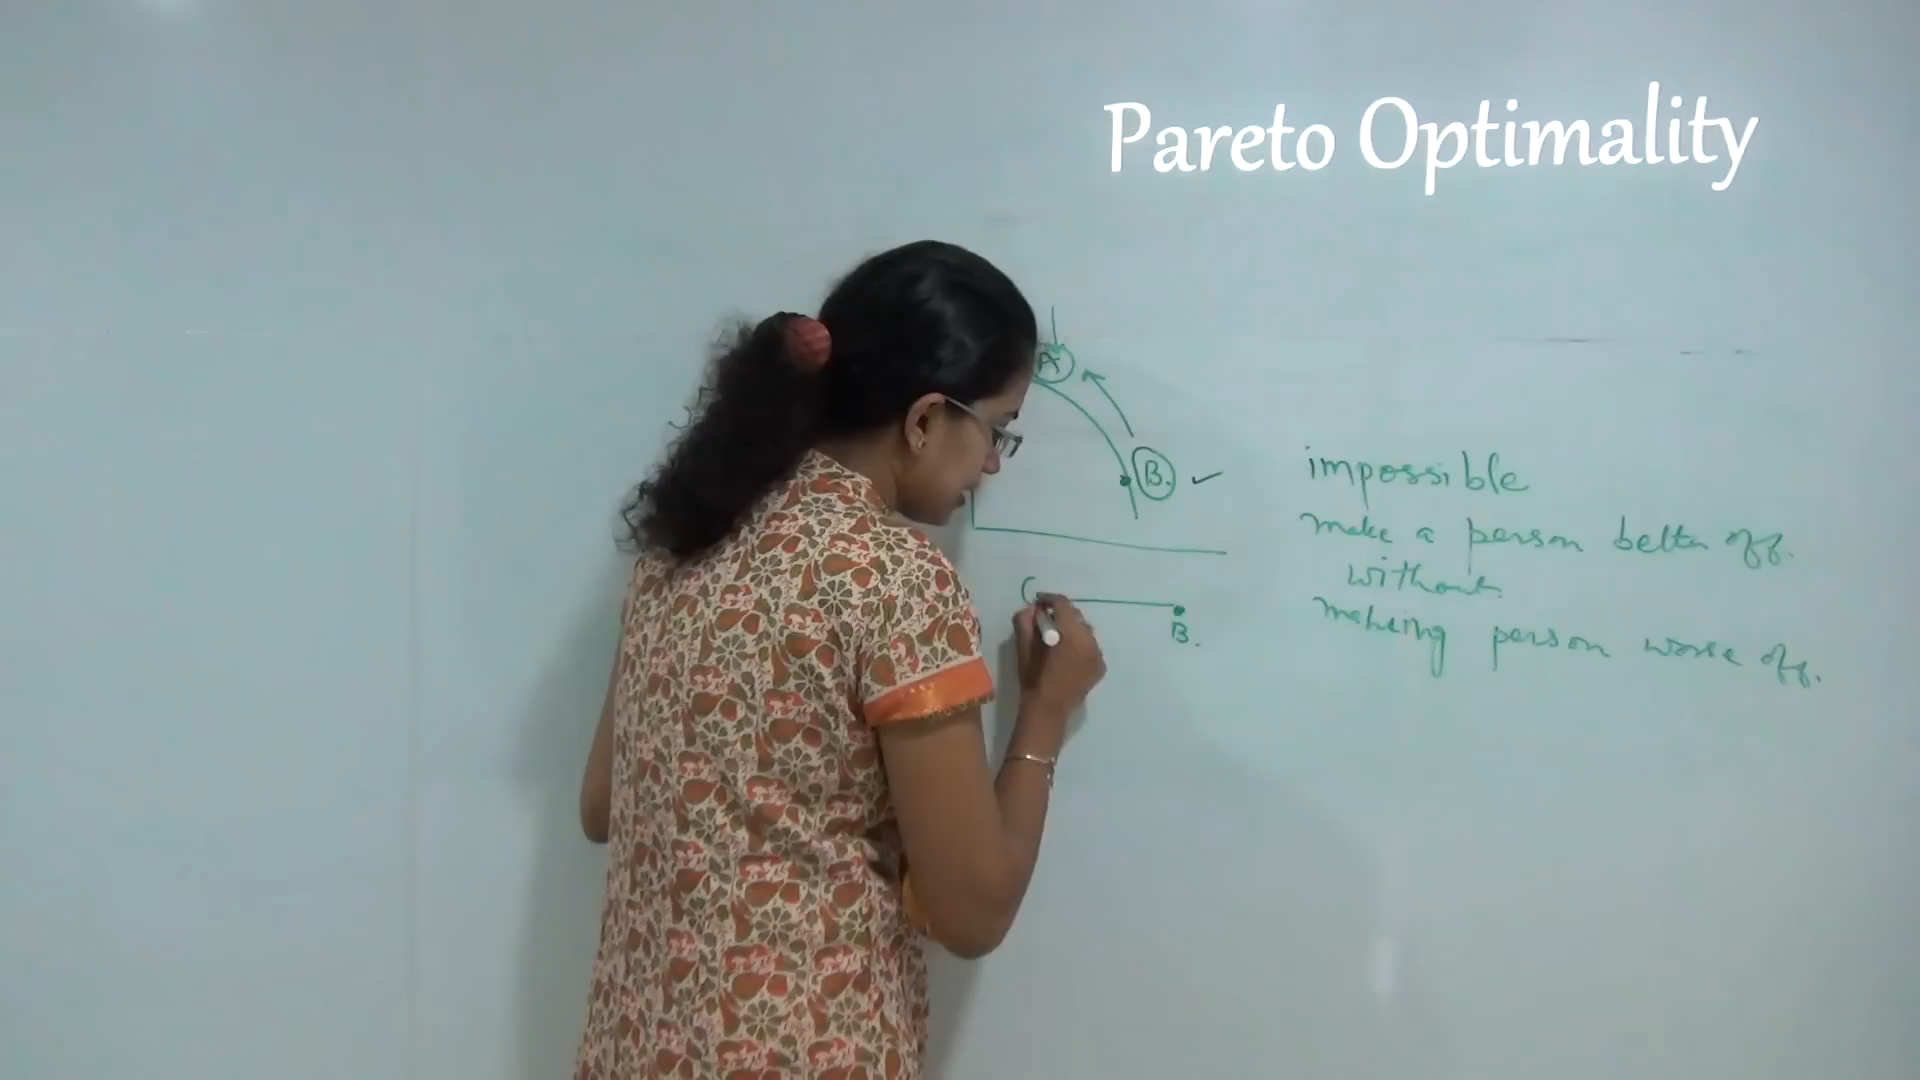 Pareto Optimality
A
B.
impossible
make a person better off.
without
making person worse off.
C
B.